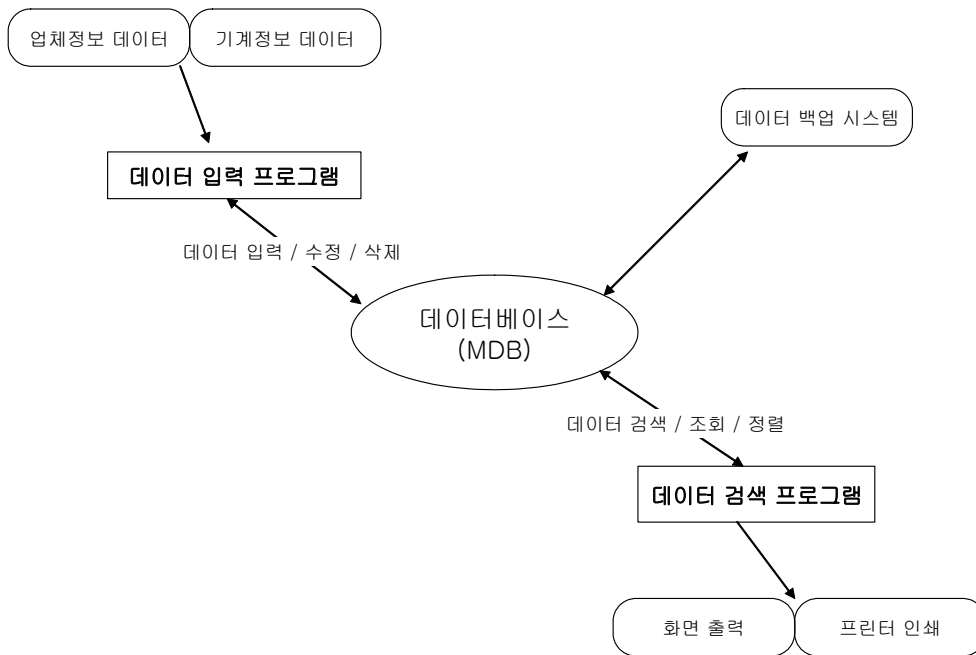 업체정보 데이터
기계정보 데이터
데이터 백업 시스템
데이터 입력 프로그램
데이터 입력 / 수정 / 삭제
데이터베이스
(MDB)
데이터 검색 / 조회 / 정렬
데이터 검색 프로그램
화면 출력
프린터 인쇄